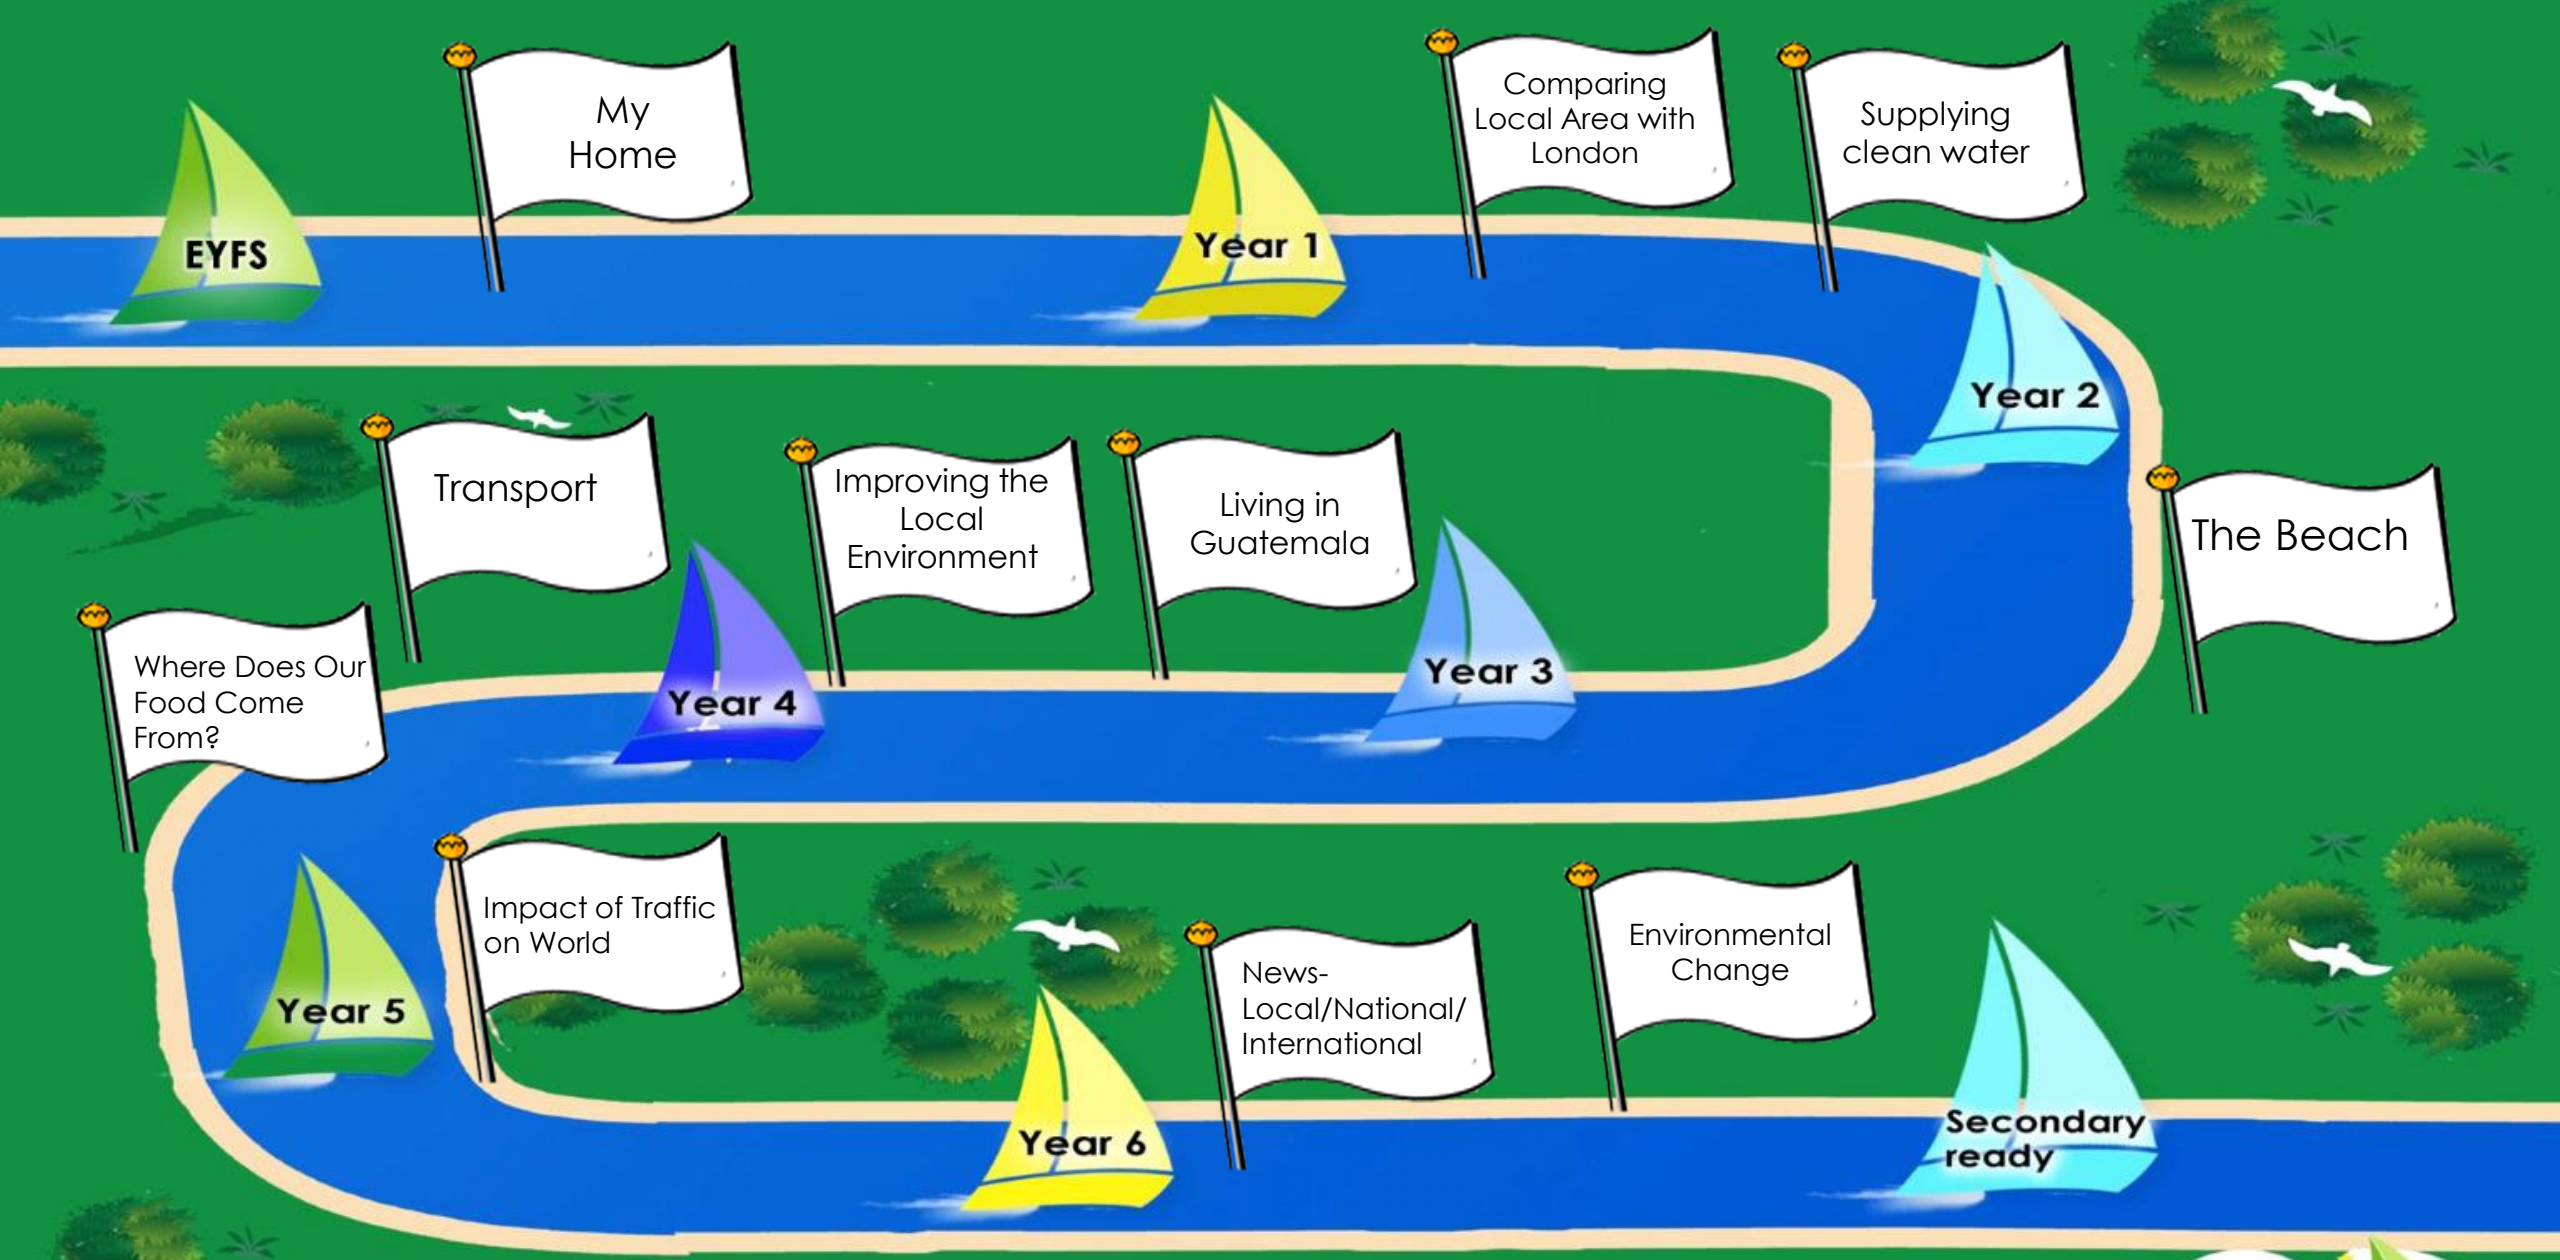 EYFS
My
Home
Year 1
Comparing
Local Area with
London
Supplying
clean water
Year 2
The Beach
Year 3
Living in
Guatemala
Improving the
Local
Environment
Year 4
Transport
Where Does Our
Food Come
From?
Year 5
Impact of Traffic
on World
Year 6
News-
Local/National/
International
Environmental
Change
Secondary
ready